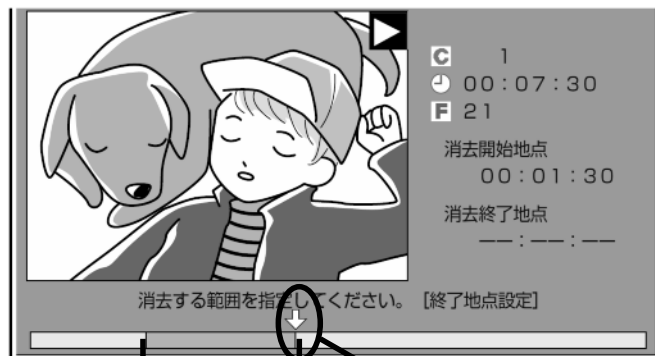 C 1
00:07:30
F 21
消去開始地点
00:01:30
消去終了地点
――:――:――
消去する範囲を指定してください。［終了地点設定］